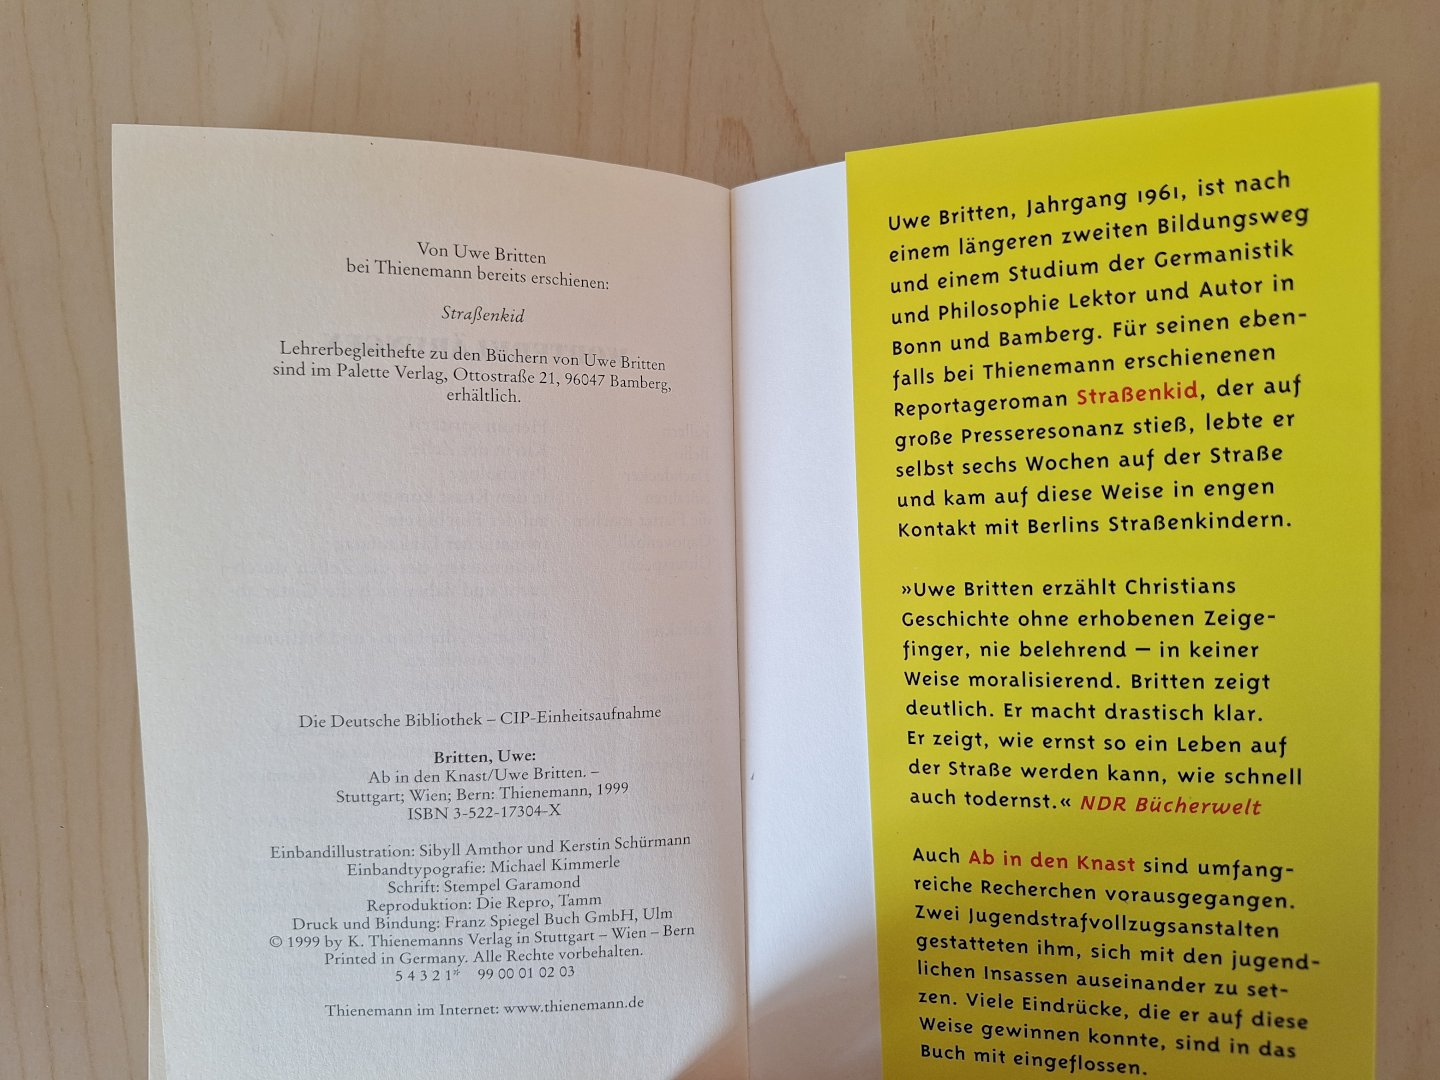 Von Uwe Britten
bei Thienemann bereits erschienen:
Straßenkid
Lehrerbegleithefte zu den Büchern von Uwe Britten
sind im Palette Verlag, Ottostraße 21, 96047 Bamberg,
erhältlich.
Die Deutsche Bibliothek – CIP-Einheitsaufnahme
Britten, Uwe:
Ab in den Knast/Uwe Britten. –
Stuttgart; Wien; Bern: Thienemann, 1999
ISBN 3-522-17304-X
Einbandillustration: Sibyll Amthor und Kerstin Schürmann
Einbandtypografie: Michael Kimmerle
Schrift: Stempel Garamond
Reproduktion: Die Repro, Tamm
Druck und Bindung: Franz Spiegel Buch GmbH, Ulm
© 1999 by K. Thienemanns Verlag in Stuttgart – Wien – Bern
Printed in Germany. Alle Rechte vorbehalten.
5 4 3 2 1* 99 00 01 02 03
Thienemann im Internet: www.thienemann.de
Uwe Britten, Jahrgang 1961, ist nach
einem längeren zweiten Bildungsweg
und einem Studium der Germanistik
und Philosophie Lektor und Autor in
Bonn und Bamberg. Für seinen eben-
falls bei Thienemann erschienenen
Reportageroman Straßenkid, der auf
große Presseresonanz stieß, lebte er
selbst sechs Wochen auf der Straße
und kam auf diese Weise in engen
Kontakt mit Berlins Straßenkindern.
»Uwe Britten erzählt Christians
Geschichte ohne erhobenen Zeige-
finger, nie belehrend – in keiner
Weise moralisierend. Britten zeigt
deutlich. Er macht drastisch klar.
Er zeigt, wie ernst so ein Leben auf
der Straße werden kann, wie schnell
auch todernst.« NDR Bücherwelt
Auch Ab in den Knast sind umfang-
reiche Recherchen vorausgegangen.
Zwei Jugendstrafvollzugsanstalten
gestatteten ihm, sich mit den jugend-
lichen Insassen auseinander zu set-
zen. Viele Eindrücke, die er auf diese
Weise gewinnen konnte, sind in das
Buch mit eingeflossen.